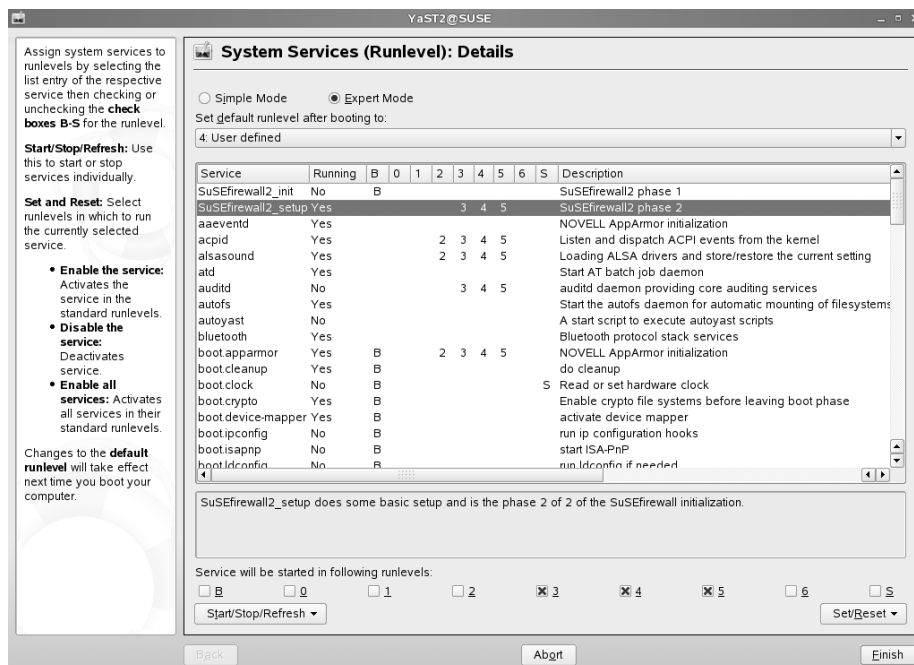 YaST2@SUSE
Assign system services to
runlevels by selecting the
list entry of the respective
service then checking or
unchecking the check
boxes B-S for the runlevel.
Start/Stop/Refresh: Use
this to start or stop
services individually.
Set and Reset: Select
runlevels in which to run
the currently selected
service.
• Enable the service:
Activates the
service in the
standard runlevels.
• Disable the
service:
Deactivates
service.
• Enable all
services: Activates
all services in their
standard runlevels.
Changes to the default
runlevel will take effect
next time you boot your
computer.
System Services (Runlevel): Details
Simple Mode Expert Mode
Set default runlevel after booting to:
4: User defined
Service Running B 0 1 2 3 4 5 6 S Description
SuSEfirewall2_init No B SuSEfirewall2 phase 1
SuSEfirewall2_setup Yes 3 4 5 SuSEfirewall2 phase 2
aaeventd Yes NOVELL AppArmor initialization
acpid Yes 2 3 4 5 Listen and dispatch ACPI events from the kernel
alsasound Yes 2 3 4 5 Loading ALSA drivers and store/restore the current setting
atd Yes Start AT batch job daemon
auditd No 3 4 5 auditd daemon providing core auditing services
autofs Yes Start the autofs daemon for automatic mounting of filesystems
autoyast No A start script to execute autoyast scripts
bluetooth Yes Bluetooth protocol stack services
boot.apparmor Yes B 2 3 4 5 NOVELL AppArmor initialization
boot.cleanup Yes B do cleanup
boot.clock No B S Read or set hardware clock
boot.crypto Yes B Enable crypto file systems before leaving boot phase
boot.device-mapper Yes B activate device mapper
boot.ipconfig No B run ip configuration hooks
boot.isapnp No B start ISA-PnP
boot.ldconfig No B run ldconfig if needed
SuSEfirewall2_setup does some basic setup and is the phase 2 of 2 of the SuSEfirewall initialization.
Service will be started in following runlevels:
B 0 1 2 3 4 5 6 S
Start/Stop/Refresh Set/Reset
Back Abort Finish